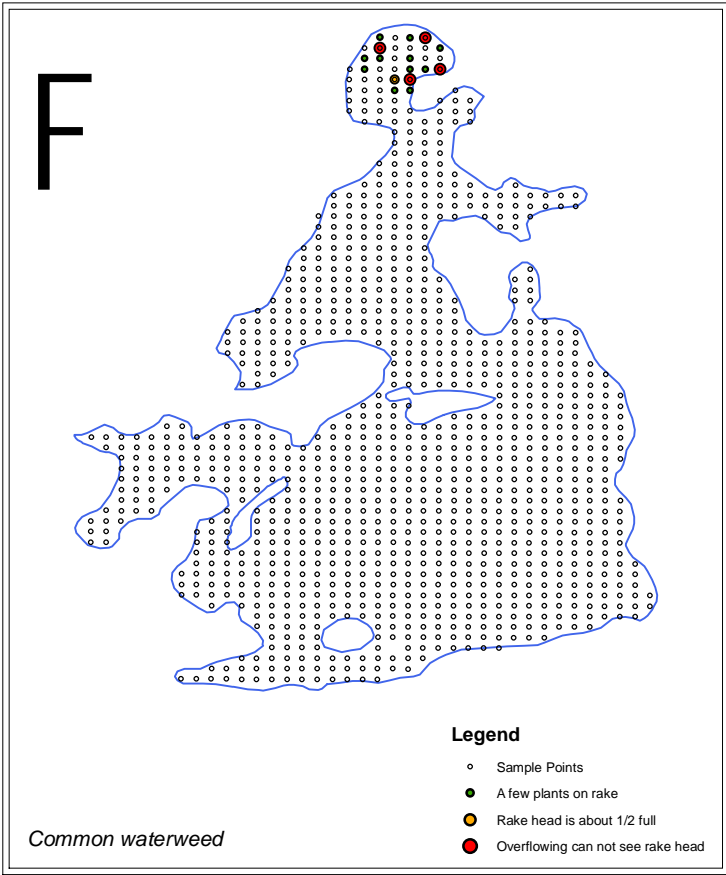 F
Legend
Sample Points
A few plants on rake
Rake head is about 1/2 full
Overflowing can not see rake head
Common waterweed